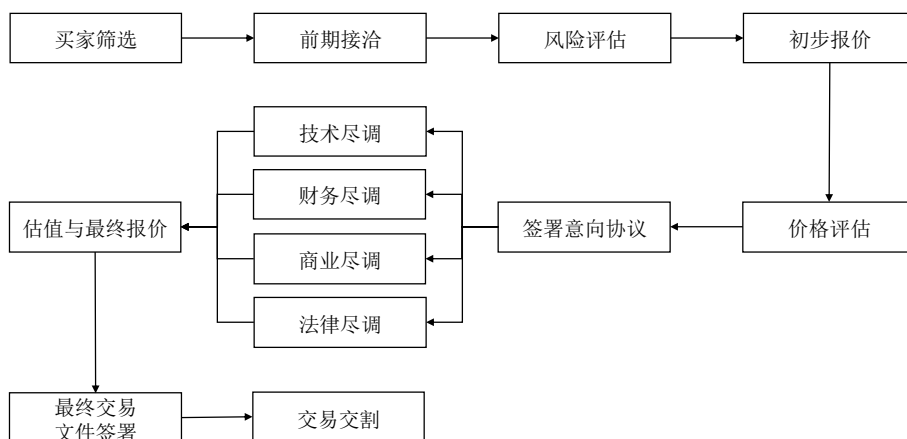 买家筛选
前期接洽
风险评估
初步报价
技术尽调
财务尽调
商业尽调
法律尽调
估值与最终报价
签署意向协议
价格评估
最终交易
文件签署
交易交割